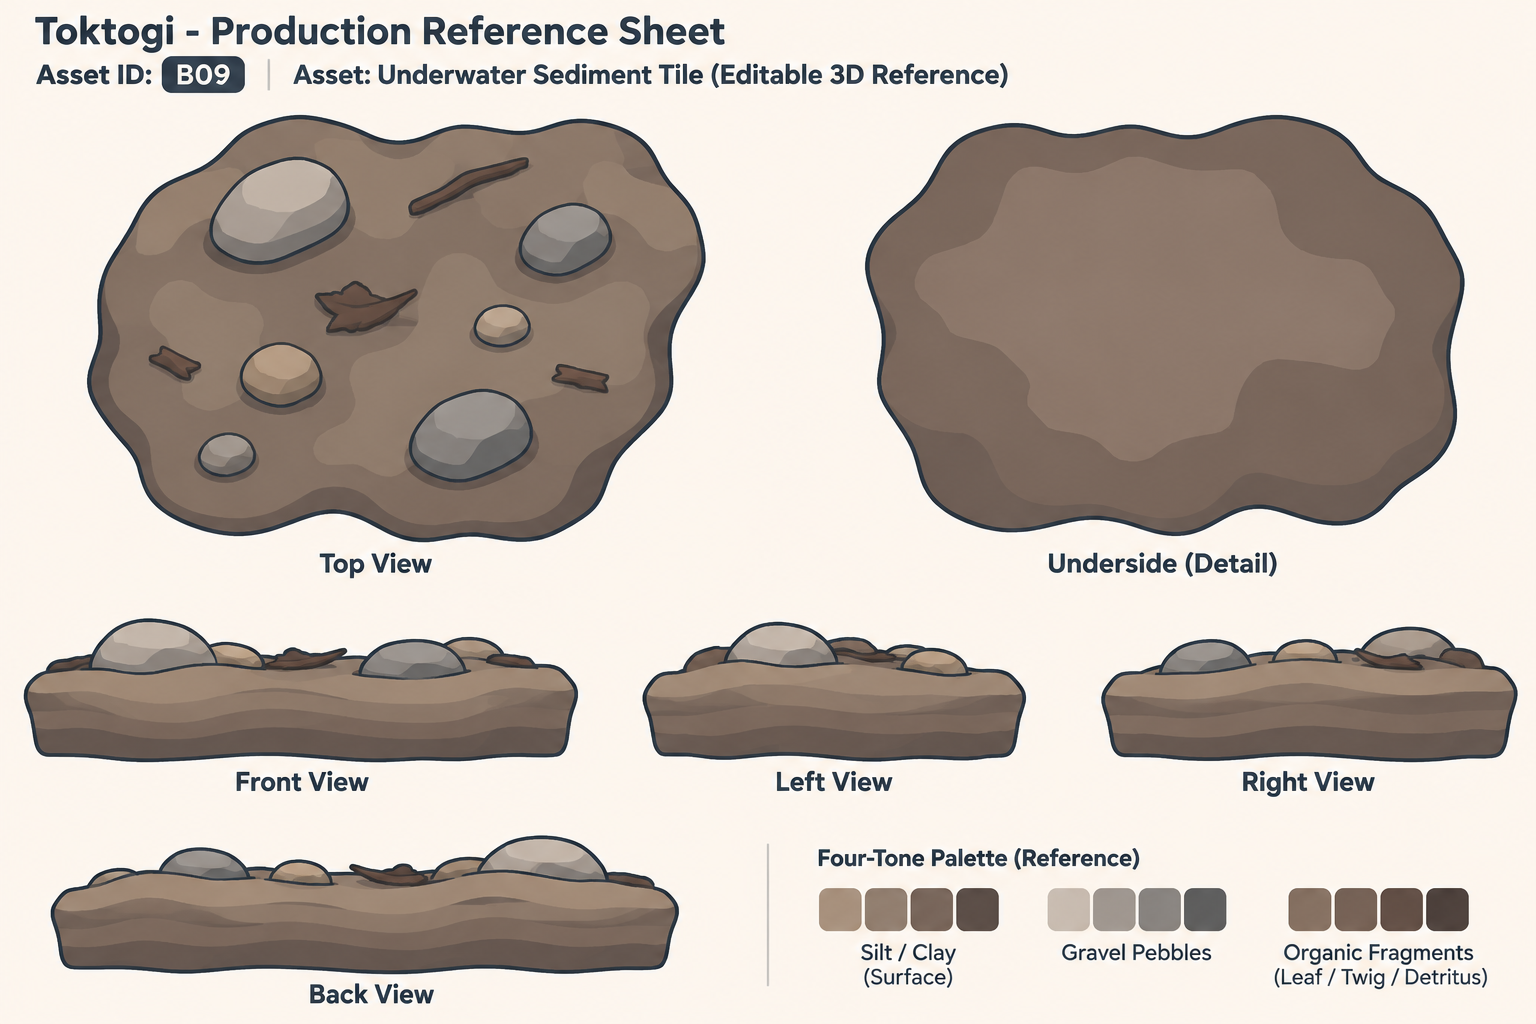 Toktogi - Production Reference Sheet
Asset ID: B09 | Asset: Underwater Sediment Tile (Editable 3D Reference)
Top View
Underside (Detail)
Front View
Left View
Right View
Back View
Four-Tone Palette (Reference)
Silt / Clay
(Surface)
Gravel Pebbles
Organic Fragments
(Leaf / Twig / Detritus)